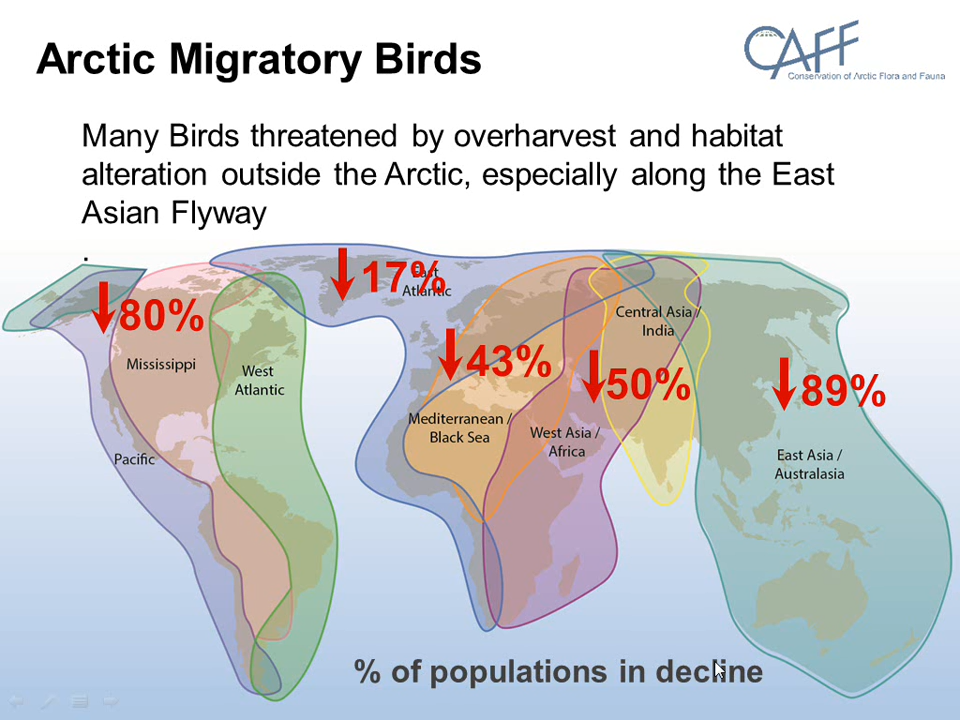 Arctic Migratory Birds
CAFF
Conservation of Arctic Flora and Fauna
Many Birds threatened by overharvest and habitat
alteration outside the Arctic, especially along the East
Asian Flyway
.
17%
East
Atlantic
80%
Central Asia /
India
Mississippi
West
Atlantic
43%
50%
89%
Mediterranean /
Black Sea
West Asia /
Africa
Pacific
East Asia /
Australasia
% of populations in decline